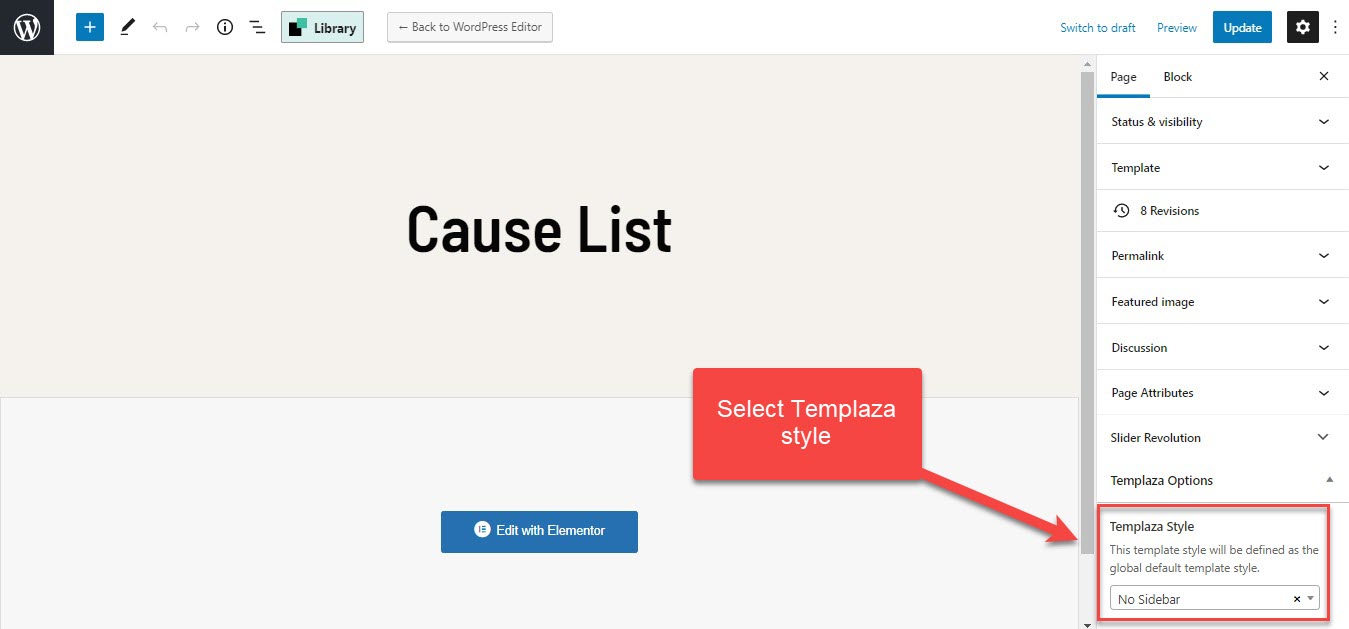 Library
← Back to WordPress Editor
Switch to draft
Preview
Update
Page
Block
Status & visibility
Template
8 Revisions
Permalink
Featured image
Discussion
Page Attributes
Slider Revolution
Templaza Options
Templaza Style
This template style will be defined as the
global default template style.
No Sidebar
Cause List
Select Templaza
style
Edit with Elementor